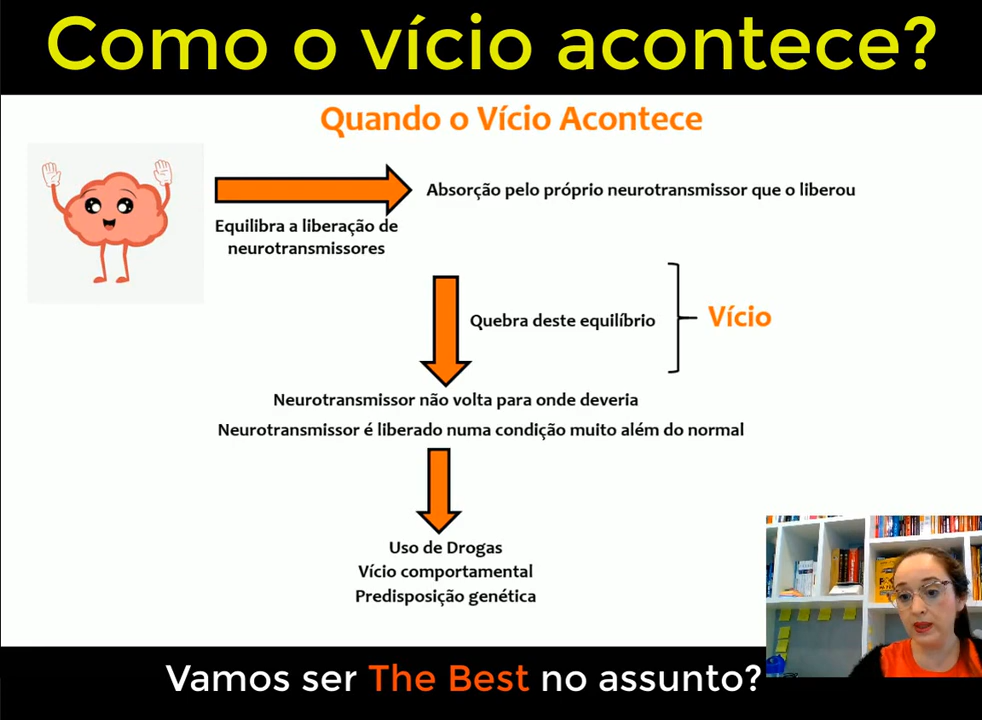 Como o vício acontece?
Quando o Vício Acontece
Absorção pelo próprio neurotransmissor que o liberou
Equilibra a liberação de
neurotransmissores
Quebra deste equilíbrio
Vício
Neurotransmissor não volta para onde deveria
Neurotransmissor é liberado numa condição muito além do normal
Uso de Drogas
Vício comportamental
Predisposição genética
Vamos ser The Best no assunto?